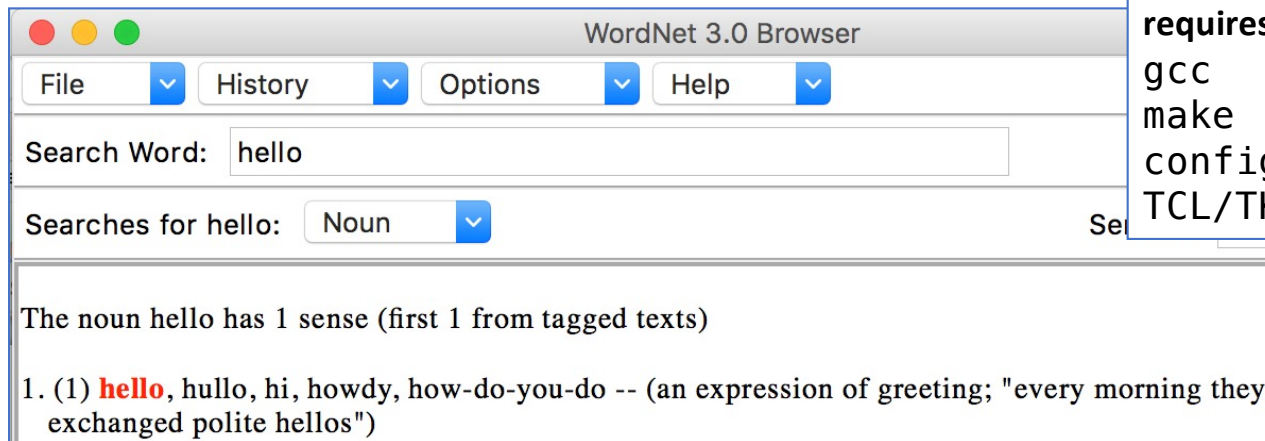 WordNet 3.0 Browser
File History Options Help
Search Word: hello
Searches for hello: Noun
The noun hello has 1 sense (first 1 from tagged texts)
1. (1) hello, hullo, hi, howdy, how-do-you-do -- (an expression of greeting; "every morning they
exchanged polite hellos")
requires
gcc
make